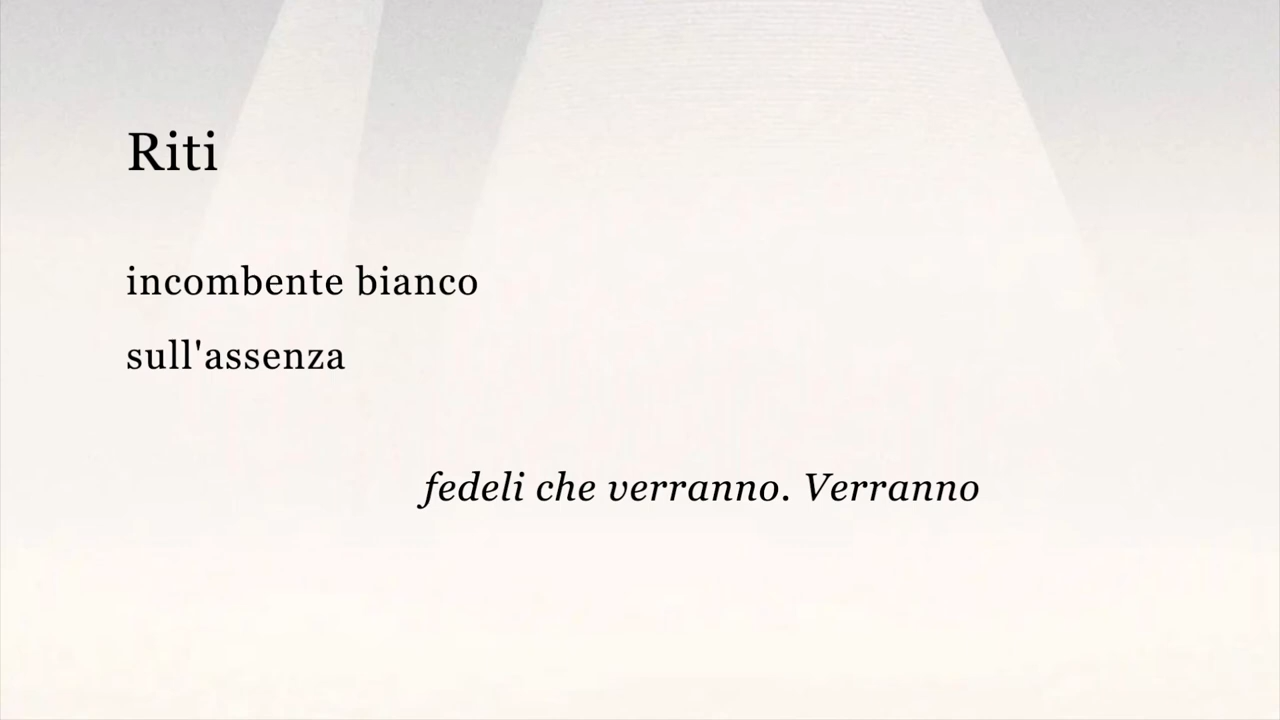 Riti
incombente bianco
sull'assenza
fedeli che verranno. Verranno